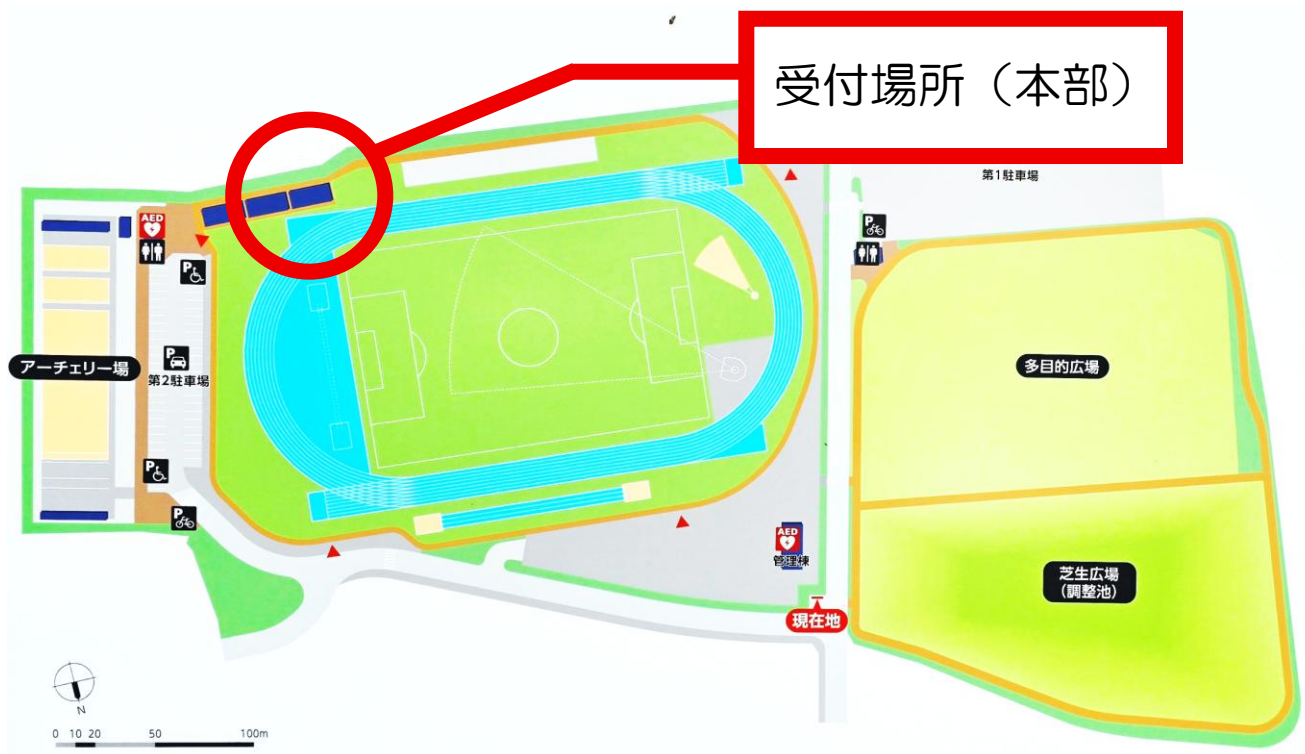 受付場所（本部）
第1駐車場
P
AED
P
P
アーチェリー場
第2駐車場
多目的広場
P
P
AED
管理棟
芝生広場
（調整池）
現在地
N
0 10 20 50 100m